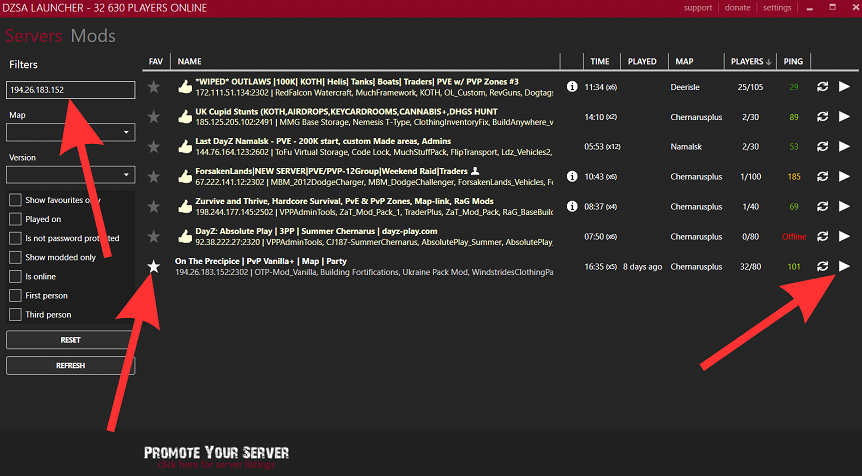 DZSA LAUNCHER - 32 630 PLAYERS ONLINE
support donate settings
Servers Mods
Filters
194.26.183.152
Map
Version
Show favourites only
Played on
Is not password protected
Show modded only
Is online
First person
Third person
RESET
REFRESH
FAV NAME TIME PLAYED MAP PLAYERS PING
*WIPED* OUTLAWS |100K| KOTH| Helis| Tanks| Boats| Traders| PVE w/ PVP Zones #3
172.111.51.134:2302 | RedFalcon Watercraft, MuchFramework, KOTH, OL_Custom, RevGuns, Dogtags
11:34 (x6) Deerisle 25/105 29
UK Cupid Stunts (KOTH,AIRDROPS,KEYCARDROOMS,CANNABIS+,DHGS HUNT
185.125.205.102:2491 | MMG Base Storage, Nemesis T-Type, ClothingInventoryFix, BuildAnywhere_v
14:10 (x2) Chernarusplus 2/30 89
Last DayZ Namalsk - PVE - 200K start, custom Made areas, Admins
144.76.164.123:2602 | ToFu Virtual Storage, Code Lock, MuchStuffPack, FlipTransport, Ldz_Vehicles2,
05:53 (x12) Namalsk 2/30 53
ForsakenLands|NEW SERVER|PVE/PVP-12Group|Weekend Raid|Traders
67.222.141.12:2302 | MBM_2012DodgeCharger, MBM_DodgeChallenger, ForsakenLands_Vehicles, Fo
10:43 (x6) Chernarusplus 1/100 185
Zurvive and Thrive, Hardcore Survival, PvE & PvP Zones, Map-link, RaG Mods
198.244.177.145:2502 | VPPAdminTools, ZaT_Mod_Pack_1, TraderPlus, ZaT_Mod_Pack, RaG_BaseBuile
08:37 (x4) Chernarusplus 1/40 69
DayZ: Absolute Play | 3PP | Summer Chernarus | dayz-play.com
92.38.222.27:2320 | VPPAdminTools, CJ187-SummerChernarus, AbsolutePlay_Summer, AbsolutePlay_
07:50 (x6) Chernarusplus 0/80 Offline
On The Precipice | PvP Vanilla+ | Map | Party
194.26.183.152:2302 | OTP-Mod_Vanilla, Building Fortifications, Ukraine Pack Mod, WindstridesClothingPa
16:35 (x5) 8 days ago Chernarusplus 32/80 101
PROMOTE YOUR SERVER
click here for server listings